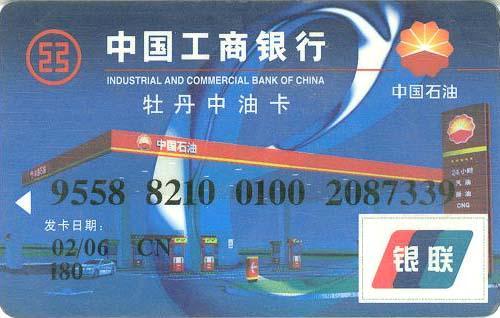 中国工商银行
INDUSTRIAL AND COMMERCIAL BANK OF CHINA
牡丹中油卡
中国石油
中国石油
24小时
汽油
CNG
9558 8210 0100 2087339
发卡日期:
02/06 CN
180
银联